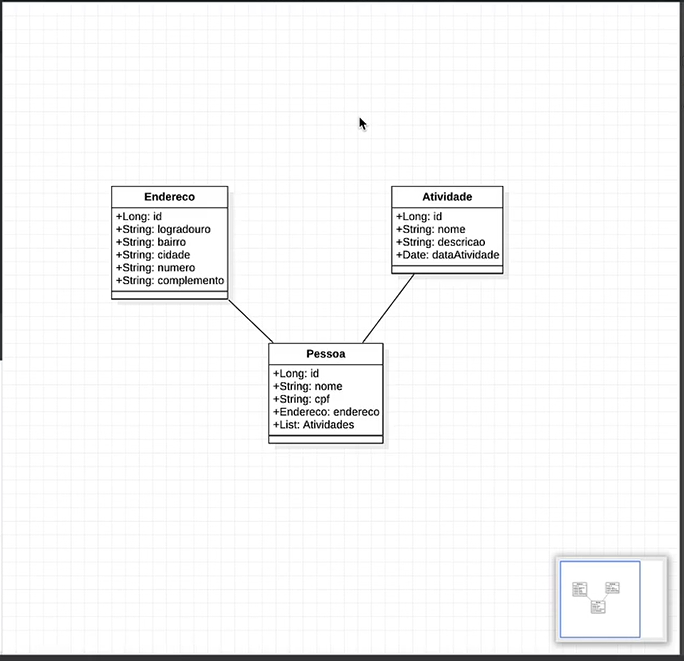 Endereco
+Long: id
+String: logradouro
+String: bairro
+String: cidade
+String: numero
+String: complemento
Atividade
+Long: id
+String: nome
+String: descricao
+Date: dataAtividade
Pessoa
+Long: id
+String: nome
+String: cpf
+Endereco: endereco
+List: Atividades